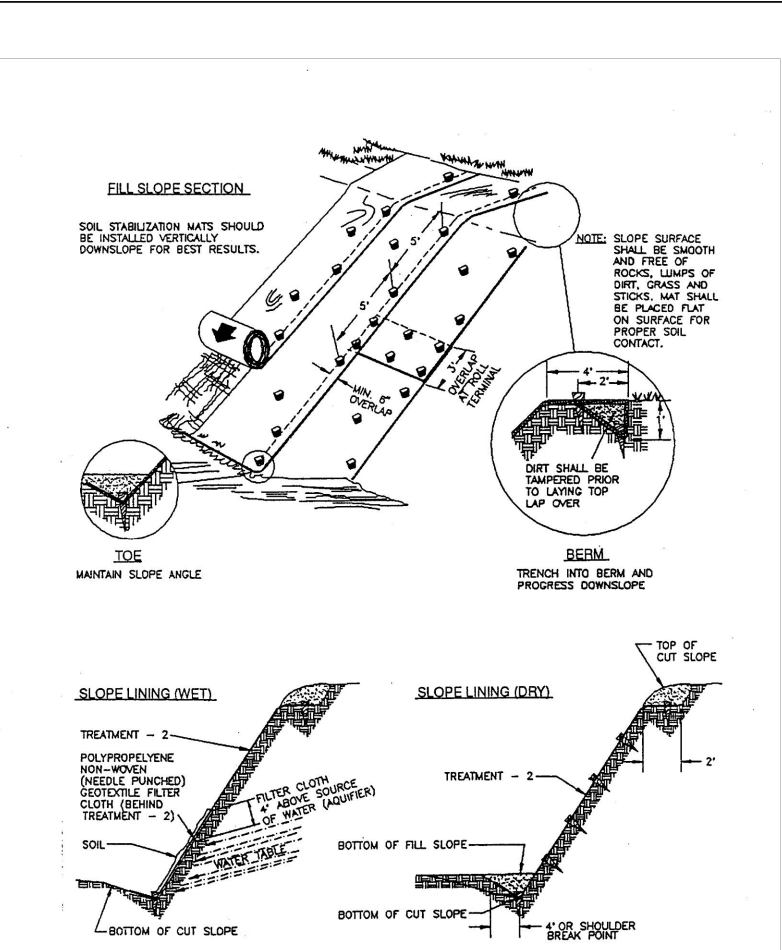 FILL SLOPE SECTION
SOIL STABILIZATION MATS SHOULD
BE INSTALLED VERTICALLY
DOWNSLOPE FOR BEST RESULTS.
5'
5'
MIN. 6"
OVERLAP
3'
OVERLAP
AT ROLL
TERMINAL
NOTE: SLOPE SURFACE
SHALL BE SMOOTH
AND FREE OF
ROCKS, LUMPS OF
DIRT, GRASS AND
STICKS. MAT SHALL
BE PLACED FLAT
ON SURFACE FOR
PROPER SOIL
CONTACT.
4'
2'
1'
DIRT SHALL BE
TAMPERED PRIOR
TO LAYING TOP
LAP OVER
TOE
MAINTAIN SLOPE ANGLE
BERM
TRENCH INTO BERM AND
PROGRESS DOWNSLOPE
SLOPE LINING (WET)
TREATMENT - 2
POLYPROPELYENE
NON-WOVEN
(NEEDLE PUNCHED)
GEOTEXTILE FILTER
CLOTH (BEHIND
TREATMENT - 2)
SOIL
FILTER CLOTH
4' ABOVE SOURCE
OF WATER (AQUIFIER)
WATER TABLE
BOTTOM OF CUT SLOPE
SLOPE LINING (DRY)
TOP OF
CUT SLOPE
2'
TREATMENT - 2
BOTTOM OF FILL SLOPE
BOTTOM OF CUT SLOPE
4' OR SHOULDER
BREAK POINT